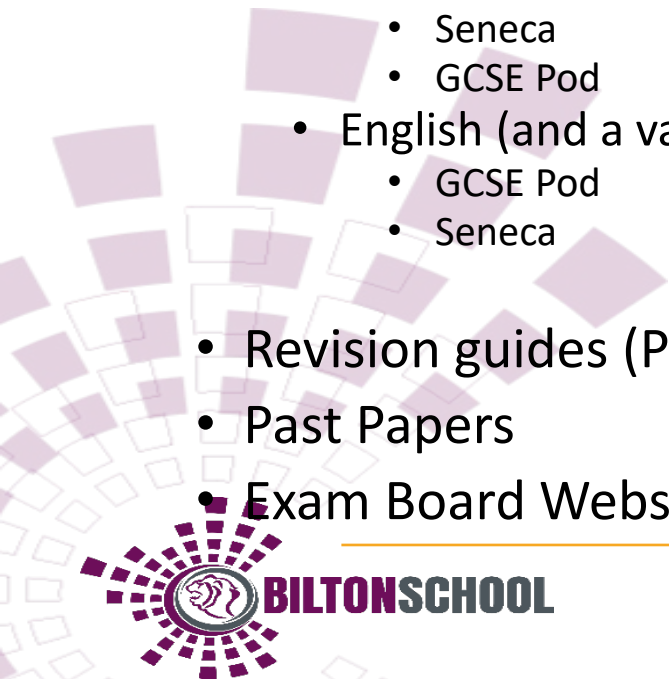 • Seneca
• GCSE Pod
• English (and a va
• GCSE Pod
• Seneca
• Revision guides (P
• Past Papers
• Exam Board Webs
BILTONSCHOOL